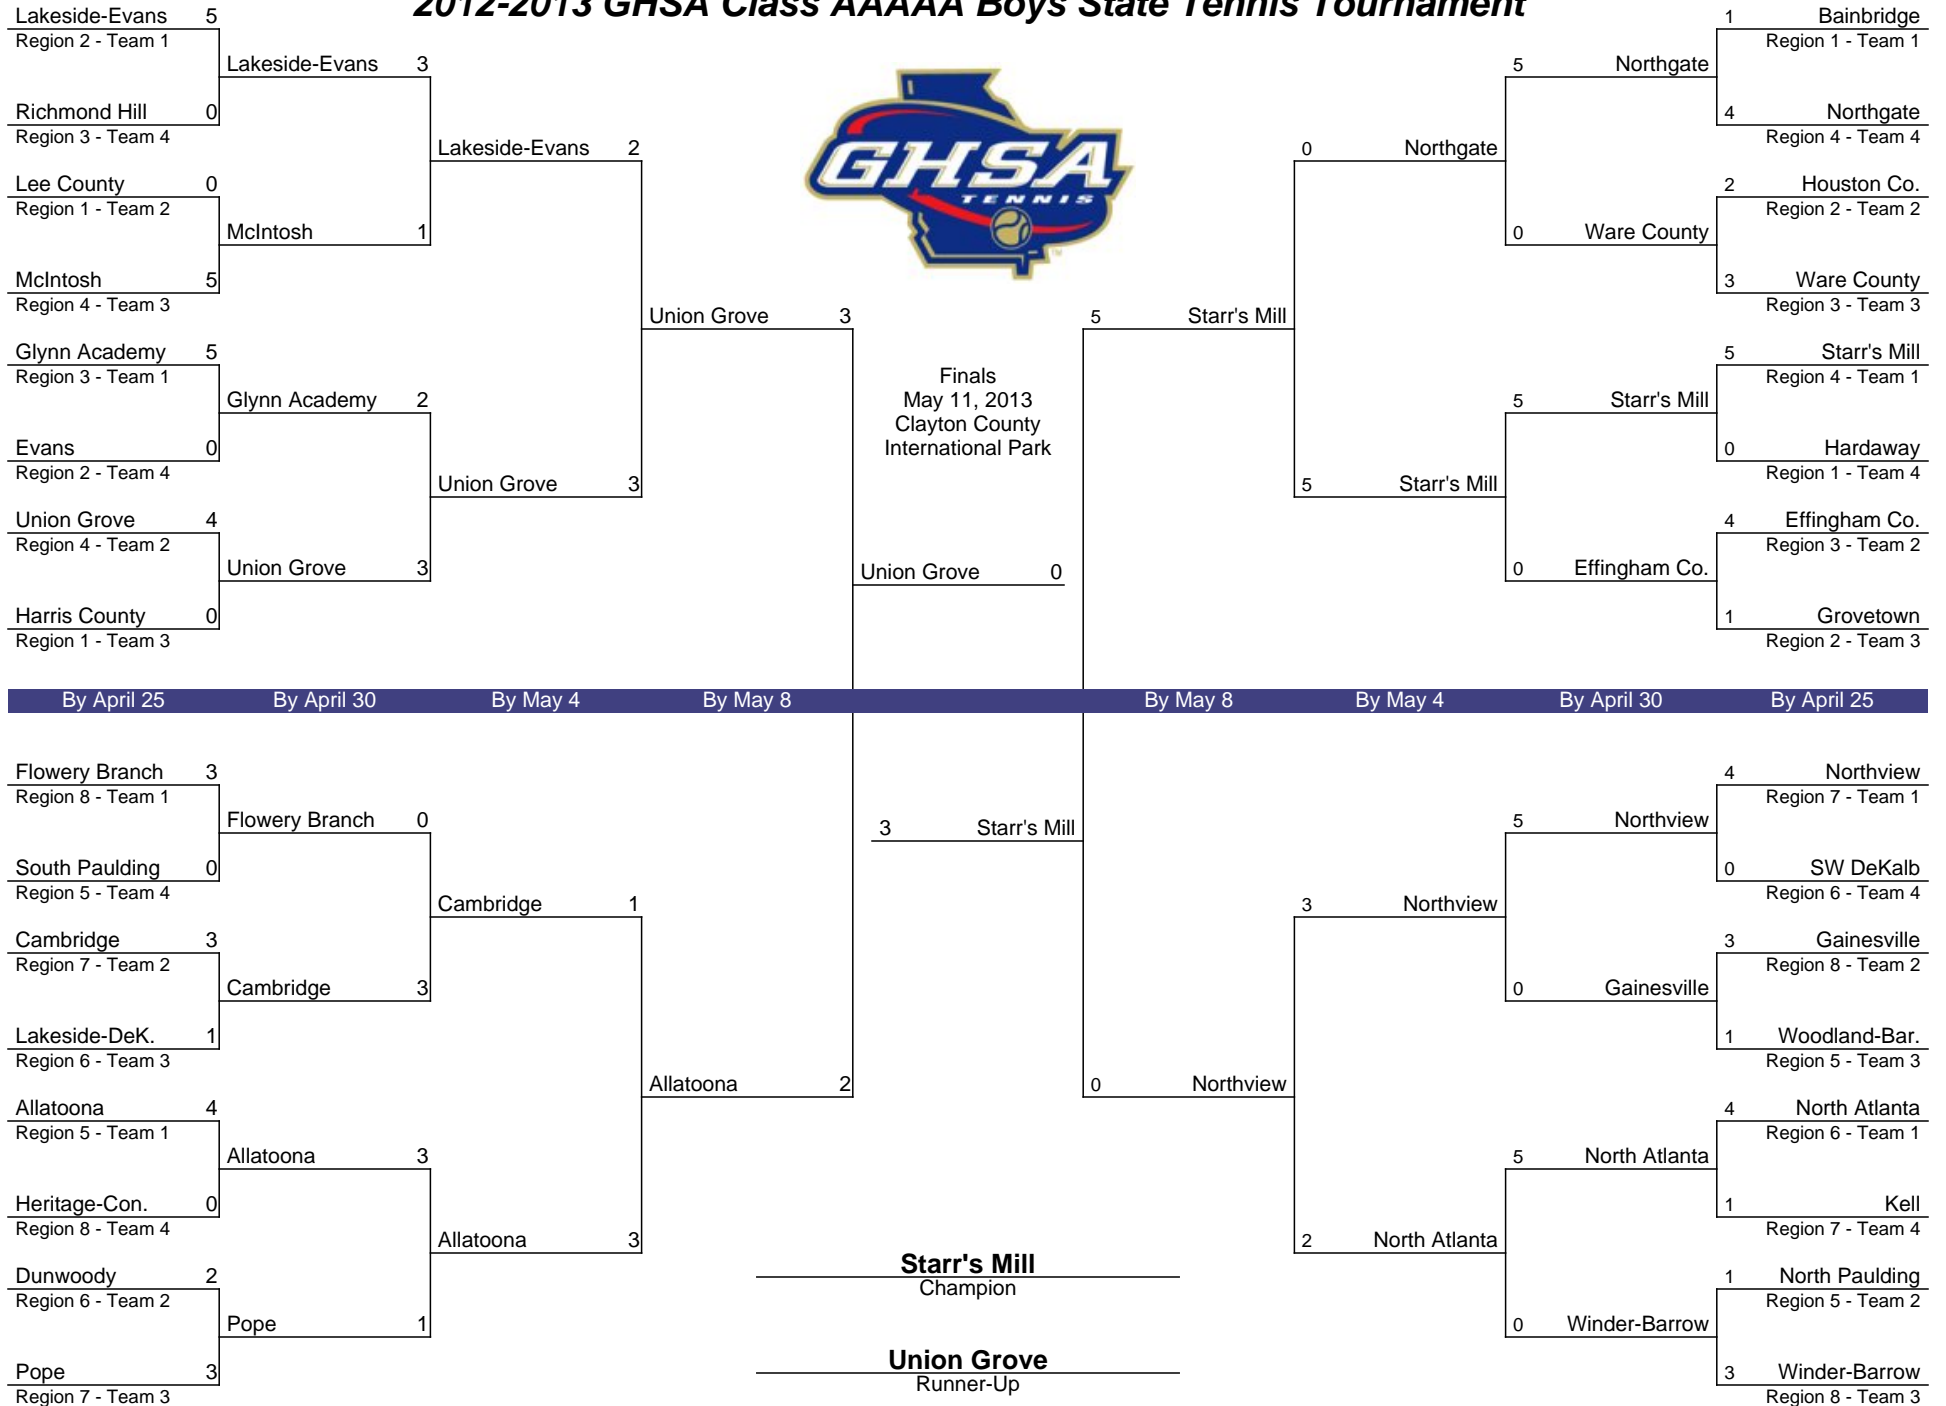 2012-2013 GHSA Class AAAAA Boys State Tennis Tournament
Lakeside-Evans 5
Region 2 - Team 1
Richmond Hill 0
Region 3 - Team 4
Lee County 0
Region 1 - Team 2
McIntosh 5
Region 4 - Team 3
Glynn Academy 5
Region 3 - Team 1
Evans 0
Region 2 - Team 4
Union Grove 4
Region 4 - Team 2
Harris County 0
Region 1 - Team 3
Lakeside-Evans 3
McIntosh 1
Glynn Academy 2
Union Grove 3
Lakeside-Evans 2
Union Grove 3
Union Grove 3
GHSA
TENNIS
TM
Finals
May 11, 2013
Clayton County
International Park
Union Grove 0
5 Starr's Mill
0 Northgate
5 Starr's Mill
5 Northgate
0 Ware County
5 Starr's Mill
0 Effingham Co.
1 Bainbridge
Region 1 - Team 1
4 Northgate
Region 4 - Team 4
2 Houston Co.
Region 2 - Team 2
3 Ware County
Region 3 - Team 3
5 Starr's Mill
Region 4 - Team 1
0 Hardaway
Region 1 - Team 4
4 Effingham Co.
Region 3 - Team 2
1 Grovetown
Region 2 - Team 3
By April 25 By April 30 By May 4 By May 8 By May 8 By May 4 By April 30 By April 25
Flowery Branch 3
Region 8 - Team 1
South Paulding 0
Region 5 - Team 4
Cambridge 3
Region 7 - Team 2
Lakeside-DeK. 1
Region 6 - Team 3
Allatoona 4
Region 5 - Team 1
Heritage-Con. 0
Region 8 - Team 4
Dunwoody 2
Region 6 - Team 2
Pope 3
Region 7 - Team 3
Flowery Branch 0
Cambridge 3
Allatoona 3
Pope 1
Cambridge 1
Allatoona 3
Allatoona 2
3 Starr's Mill
Starr's Mill
Champion
Union Grove
Runner-Up
0 Northview
3 Northview
2 North Atlanta
5 Northview
0 Gainesville
5 North Atlanta
0 Winder-Barrow
4 Northview
Region 7 - Team 1
0 SW DeKalb
Region 6 - Team 4
3 Gainesville
Region 8 - Team 2
1 Woodland-Bar.
Region 5 - Team 3
4 North Atlanta
Region 6 - Team 1
1 Kell
Region 7 - Team 4
1 North Paulding
Region 5 - Team 2
3 Winder-Barrow
Region 8 - Team 3